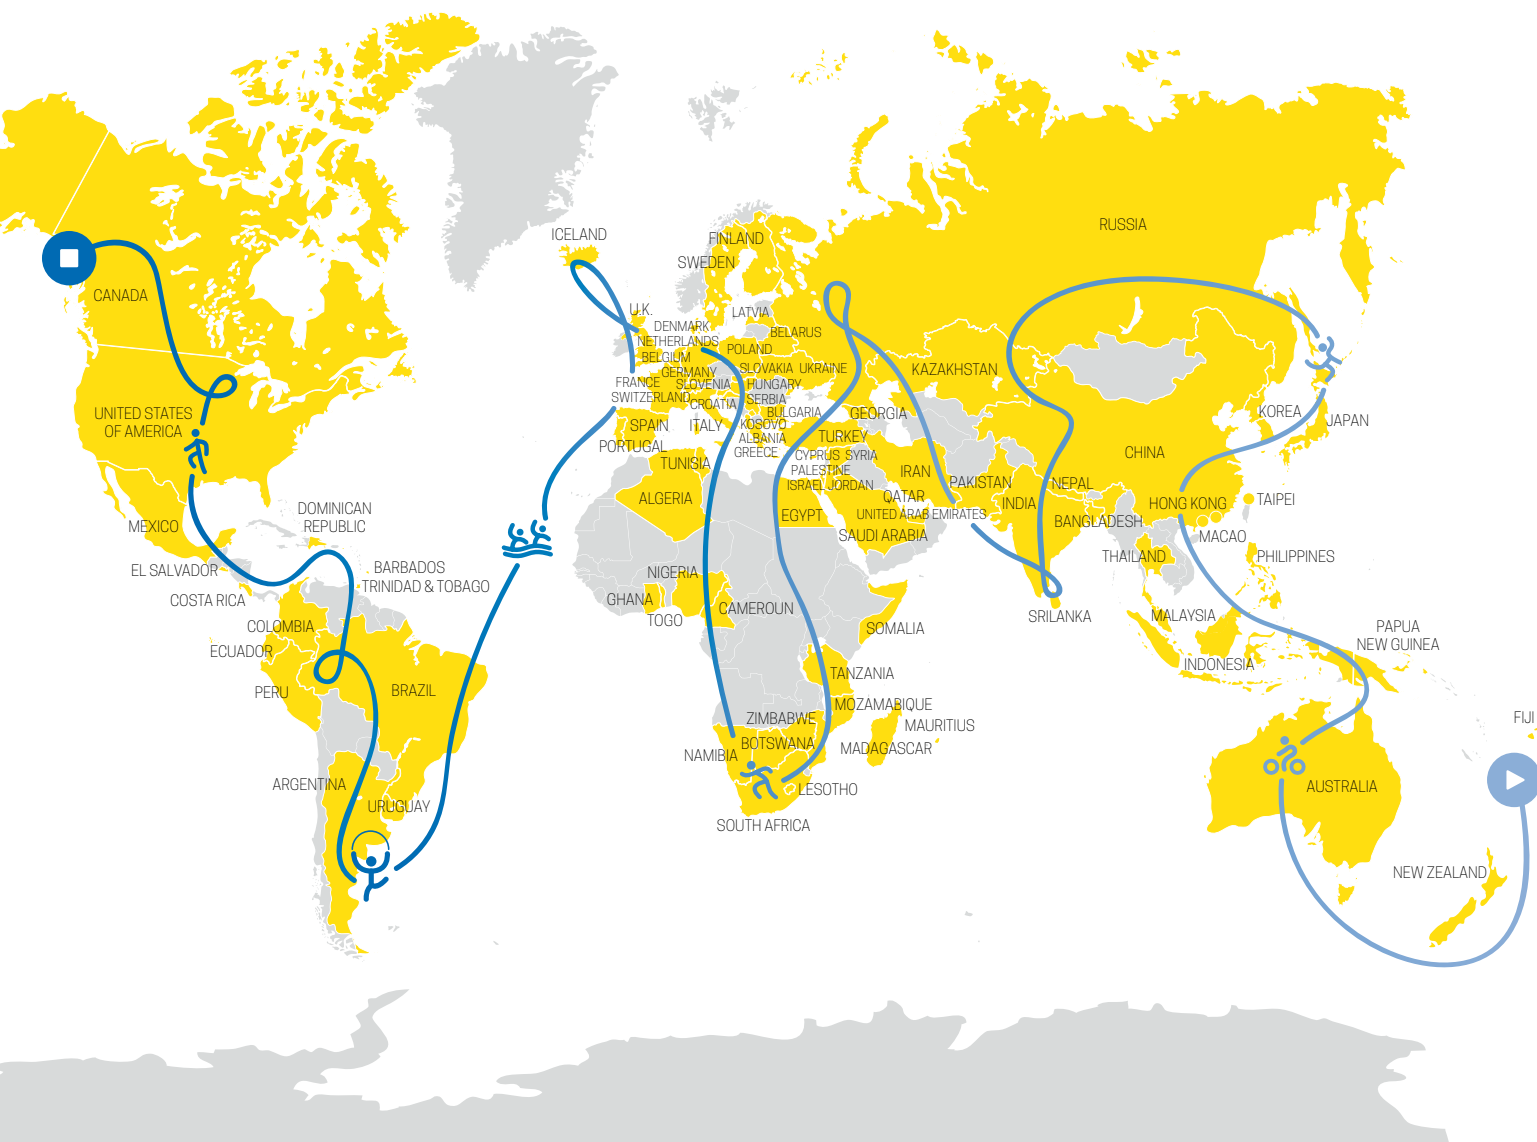 RUSSIA
ICELAND
FINLAND
SWEDEN
CANADA
U.K.
LATVIA
DENMARK
BELARUS
NETHERLANDS
POLAND
BELGIUM
GERMANY
SLOVAKIA
UKRAINE
KAZAKHSTAN
FRANCE
SLOVENIA
HUNGARY
SWITZERLAND
SERBIA
CROATIA
BULGARIA
GEORGIA
KOREA
UNITED STATES
OF AMERICA
SPAIN
ITALY
KOSOVO
JAPAN
ALBANIA
TURKEY
PORTUGAL
GREECE
CYPRUS
SYRIA
CHINA
TUNISIA
PALESTINE
IRAN
PAKISTAN
NEPAL
ISRAEL
JORDAN
ALGERIA
QATAR
INDIA
HONG KONG
TAIPEI
DOMINICAN
REPUBLIC
EGYPT
UNITED ARAB EMIRATES
BANGLADESH
MEXICO
SAUDI ARABIA
MACAO
THAILAND
PHILIPPINES
EL SALVADOR
BARBADOS
TRINIDAD & TOBAGO
NIGERIA
COSTA RICA
GHANA
CAMEROUN
TOGO
SRILANKA
MALAYSIA
COLOMBIA
SOMALIA
PAPUA
NEW GUINEA
ECUADOR
INDONESIA
PERU
BRAZIL
TANZANIA
MOZAMBIQUE
ZIMBABWE
MAURITIUS
FIJI
BOTSWANA
NAMIBIA
MADAGASCAR
ARGENTINA
LESOTHO
AUSTRALIA
URUGUAY
SOUTH AFRICA
NEW ZEALAND